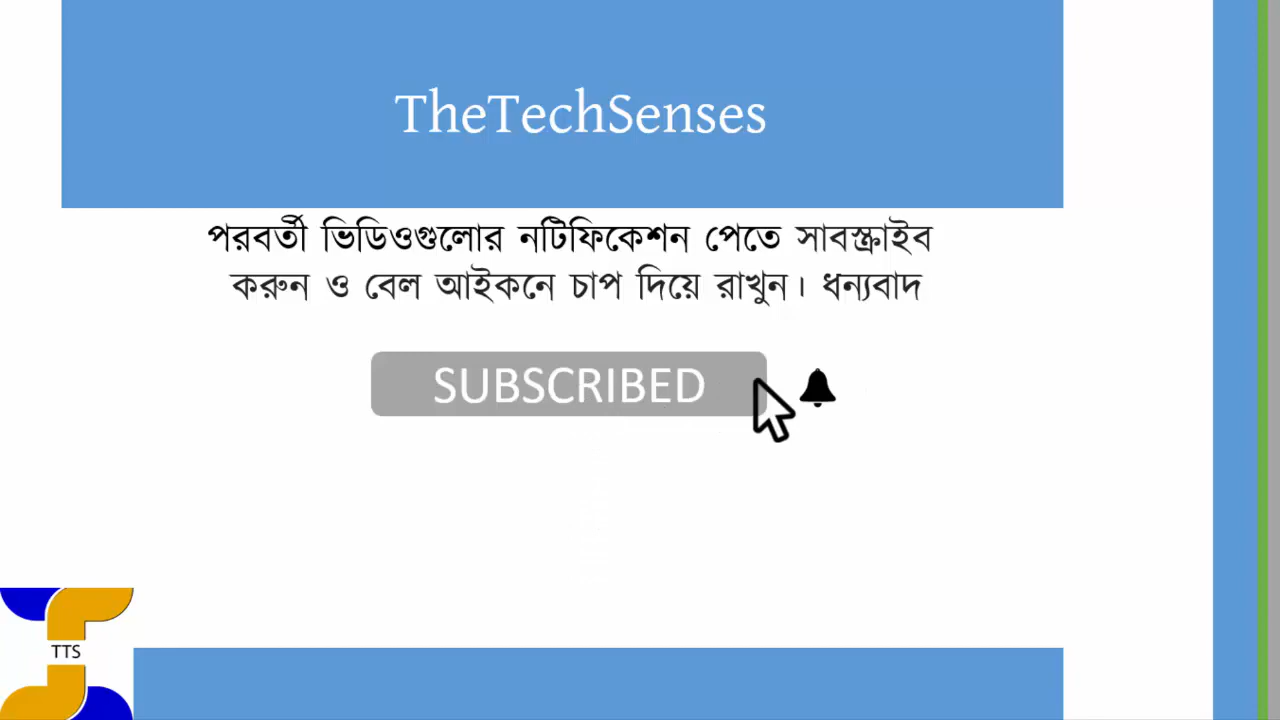 TheTechSenses
পরবর্তী ভিডিওগুলোর নটিফিকেশন পেতে সাবস্ক্রাইব
করুন ও বেল আইকনে চাপ দিয়ে রাখুন। ধন্যবাদ
SUBSCRIBED
TTS